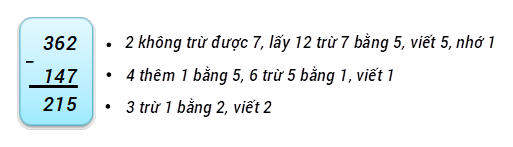 362
–
147
215
• 2 không trừ được 7, lấy 12 trừ 7 bằng 5, viết 5, nhớ 1
• 4 thêm 1 bằng 5, 6 trừ 5 bằng 1, viết 1
• 3 trừ 1 bằng 2, viết 2